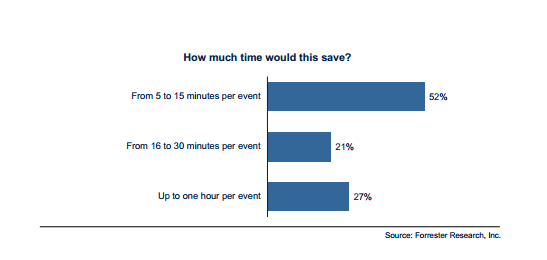 How much time would this save?
From 5 to 15 minutes per event
52%
From 16 to 30 minutes per event
21%
Up to one hour per event
27%
Source: Forrester Research, Inc.